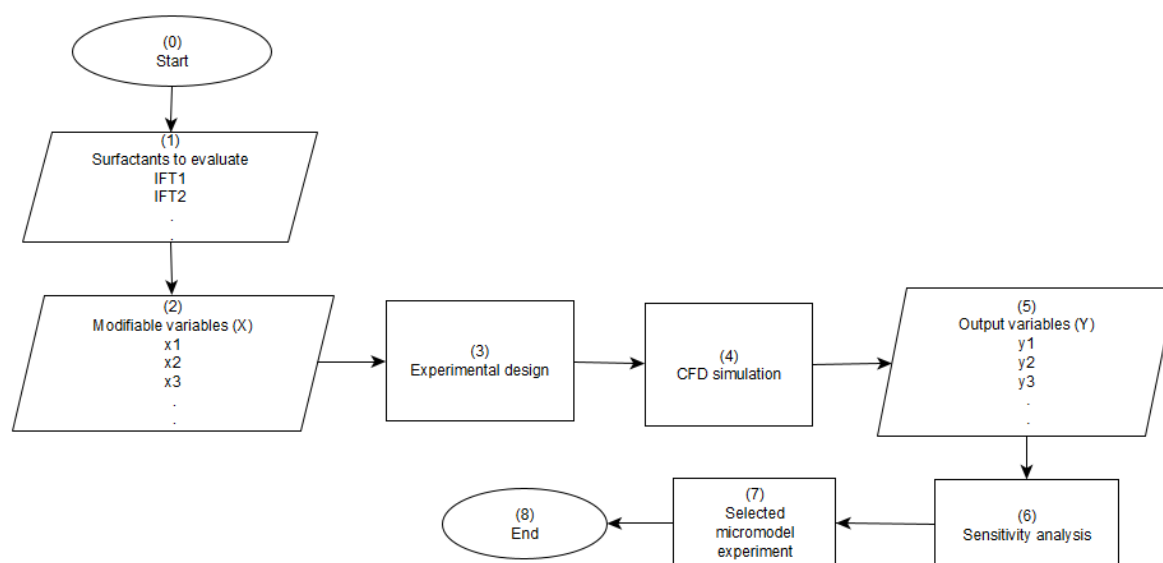 (0)
Start
(1)
Surfactants to evaluate
IFT1
IFT2
.
.
(2)
Modifiable variables (X)
x1
x2
x3
.
.
(3)
Experimental design
(4)
CFD simulation
(5)
Output variables (Y)
y1
y2
y3
.
.
(6)
Sensitivity analysis
(7)
Selected
micromodel
experiment
(8)
End